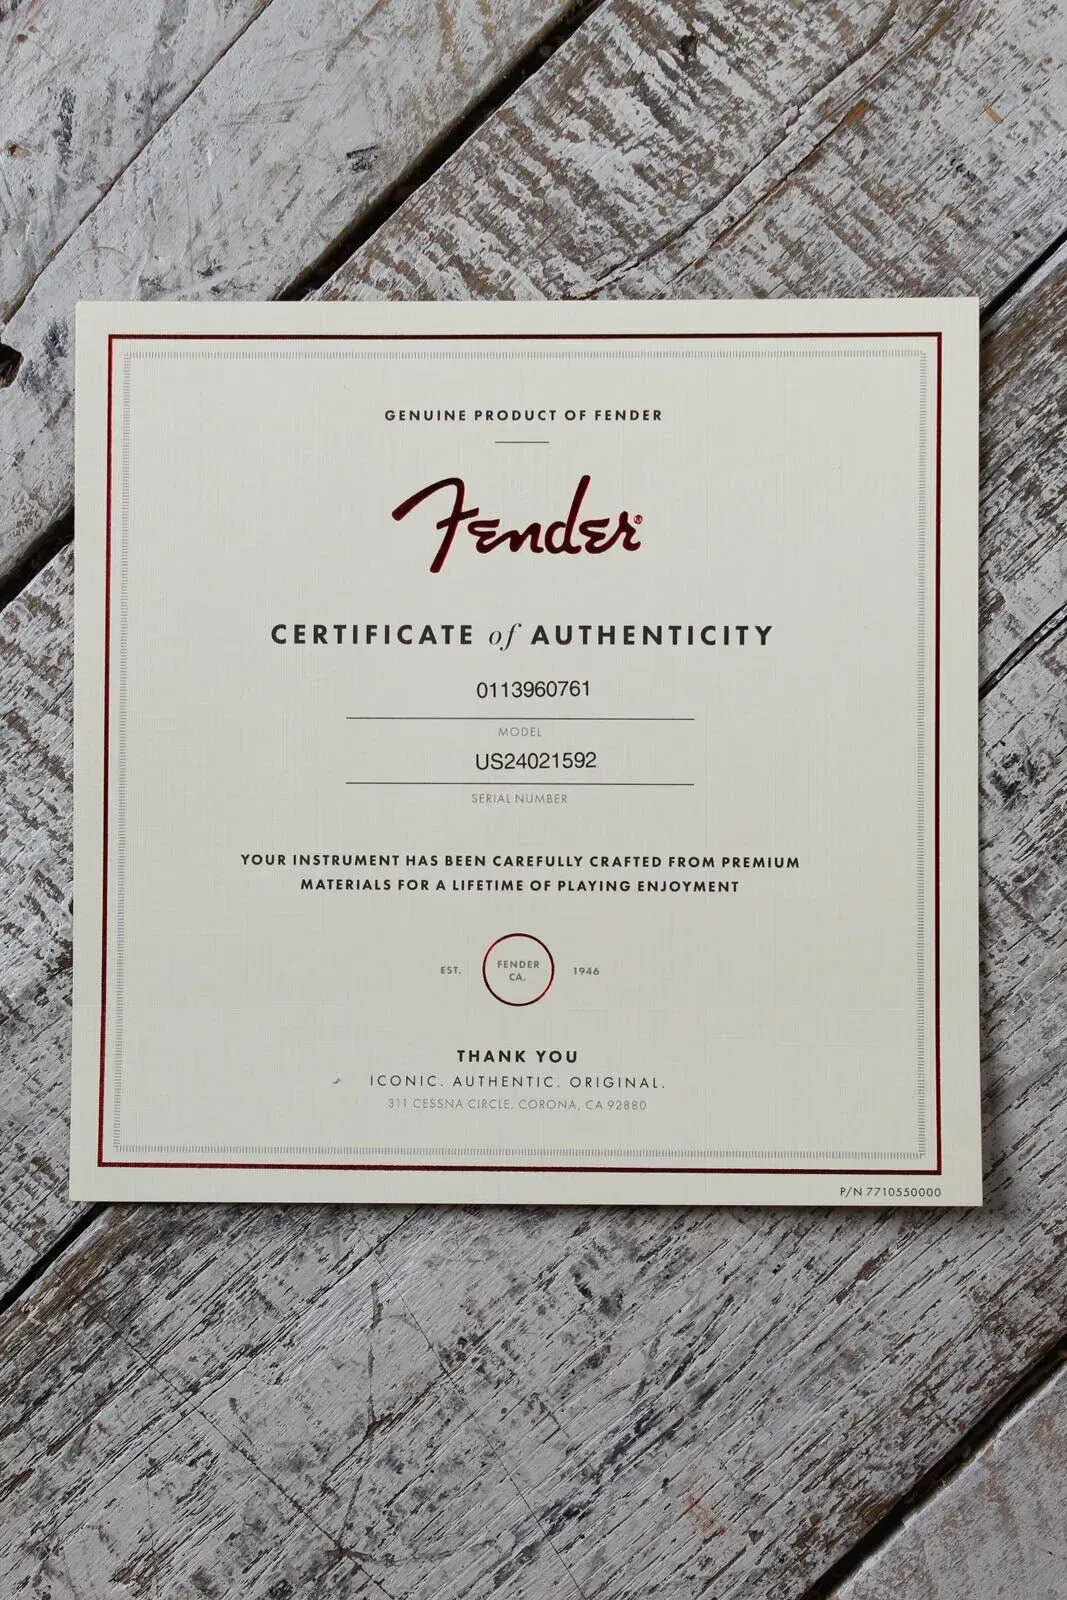 GENUINE PRODUCT OF FENDER
Fender®
CERTIFICATE of AUTHENTICITY
0113960761
MODEL
US24021592
SERIAL NUMBER
YOUR INSTRUMENT HAS BEEN CAREFULLY CRAFTED FROM PREMIUM
MATERIALS FOR A LIFETIME OF PLAYING ENJOYMENT
EST. FENDER CA. 1946
THANK YOU
ICONIC. AUTHENTIC. ORIGINAL.
311 CESSNA CIRCLE, CORONA, CA 92880
P/N 7710550000